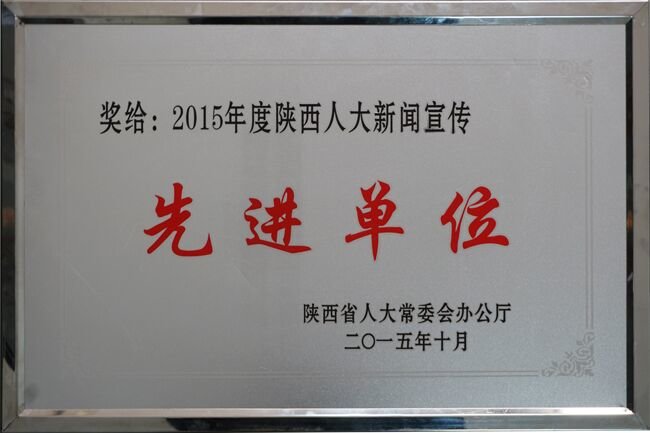 奖给：2015年度陕西人大新闻宣传
先进单位
陕西省人大常委会办公厅
二〇一五年十月